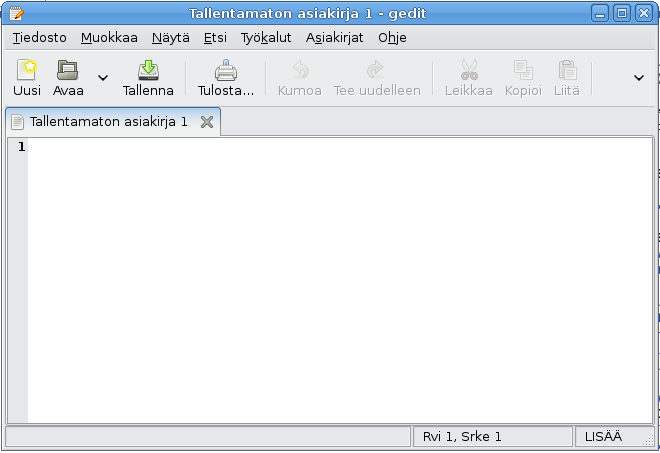 Tallentamaton asiakirja 1 - gedit
Tiedosto Muokkaa Näytä Etsi Työkalut Asiakirjat Ohje
Uusi Avaa Tallenna Tulosta... Kumoa Tee uudelleen Leikkaa Kopioi Liitä
Tallentamaton asiakirja 1
1
Rvi 1, Srke 1 LISÄÄ